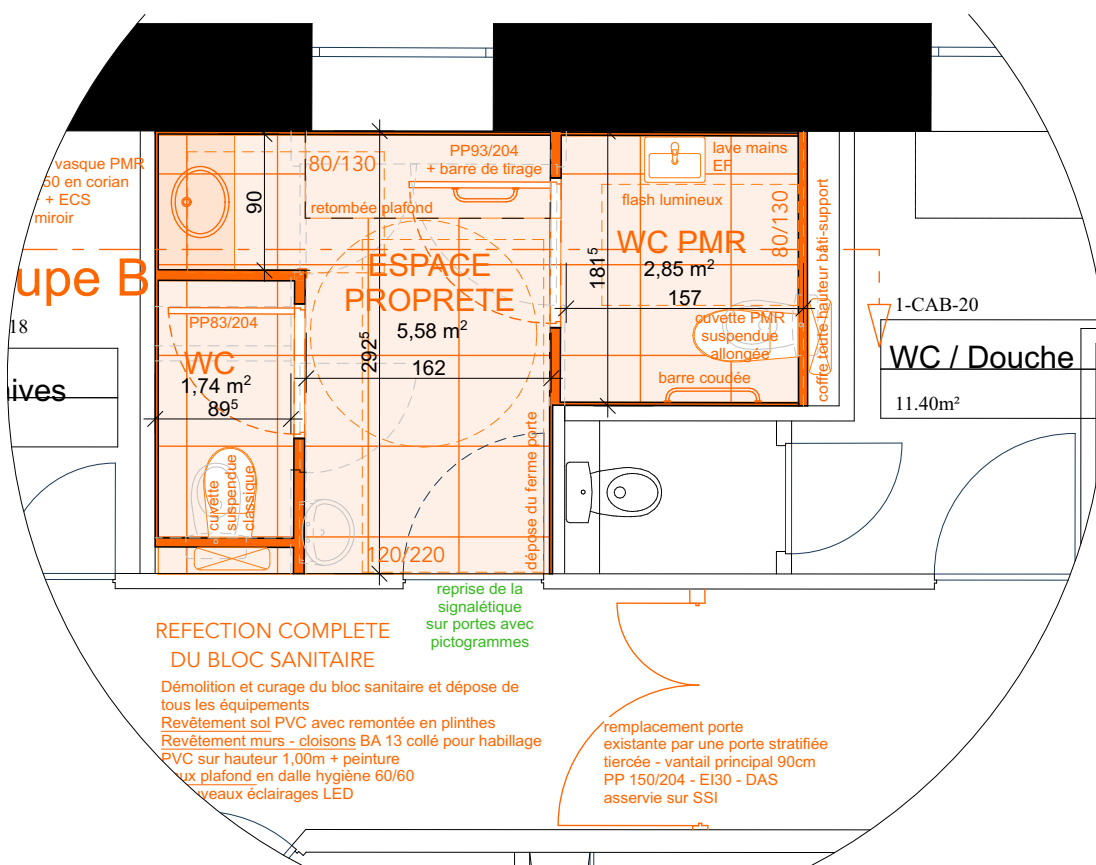 vasque PMR
50 en corian
+ ECS
miroir
80/130
90
retombée plafond
PP93/204
+ barre de tirage
lave mains
EF
flash lumineux
80/130
coffre toute hauteur bâti-support
WC PMR
2,85 m²
181⁵
157
cuvette PMR
suspendue
allongée
barre coudée
upe B
18
ives
ESPACE
PROPRETE
5,58 m²
292⁵
162
PP83/204
WC
1,74 m²
89⁵
cuvette
suspendue
classique
120/220
dépose du ferme porte
1-CAB-20
WC / Douche
11.40m²
reprise de la
signalétique
sur portes avec
pictogrammes
REFECTION COMPLETE
DU BLOC SANITAIRE
Démolition et curage du bloc sanitaire et dépose de
tous les équipements
Revêtement sol PVC avec remontée en plinthes
Revêtement murs - cloisons BA 13 collé pour habillage
PVC sur hauteur 1,00m + peinture
ux plafond en dalle hygiène 60/60
uveaux éclairages LED
remplacement porte
existante par une porte stratifiée
tiercée - vantail principal 90cm
PP 150/204 - EI30 - DAS
asservie sur SSI